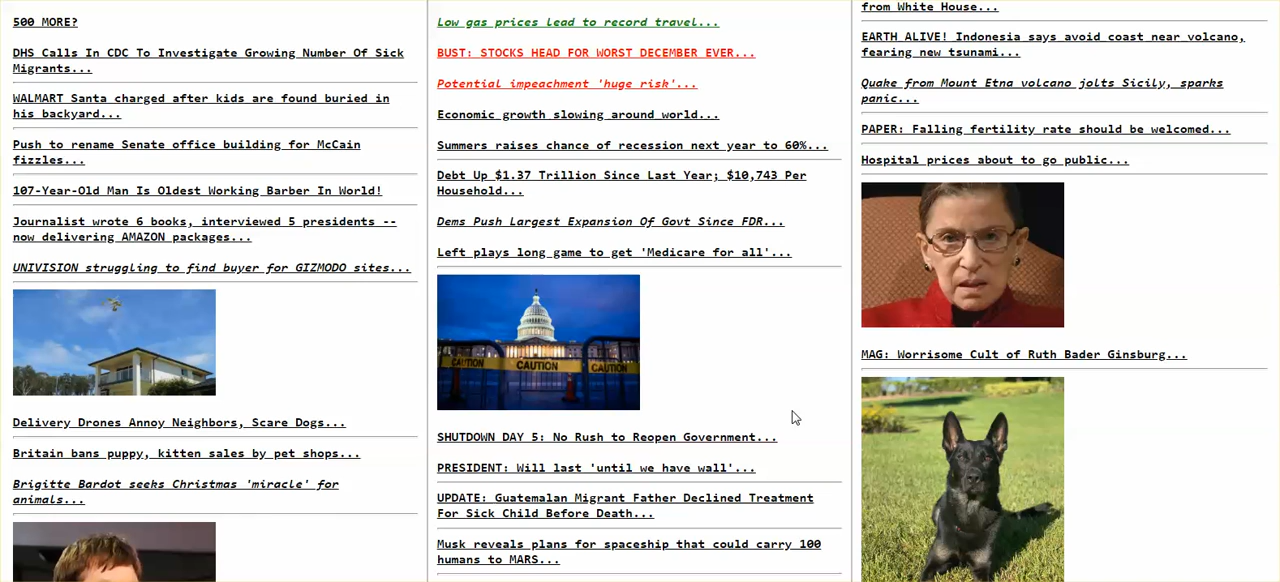 500 MORE?
DHS Calls In CDC To Investigate Growing Number Of Sick
Migrants...
WALMART Santa charged after kids are found buried in
his backyard...
Push to rename Senate office building for McCain
fizzles...
107-Year-Old Man Is Oldest Working Barber In World!
Journalist wrote 6 books, interviewed 5 presidents --
now delivering AMAZON packages...
UNIVISION struggling to find buyer for GIZMODO sites...
Delivery Drones Annoy Neighbors, Scare Dogs...
Britain bans puppy, kitten sales by pet shops...
Brigitte Bardot seeks Christmas 'miracle' for
animals...
Low gas prices lead to record travel...
BUST: STOCKS HEAD FOR WORST DECEMBER EVER...
Potential impeachment 'huge risk'...
Economic growth slowing around world...
Summers raises chance of recession next year to 60%...
Debt Up $1.37 Trillion Since Last Year; $10,743 Per
Household...
Dems Push Largest Expansion Of Govt Since FDR...
Left plays long game to get 'Medicare for all'...
CAUTION CAUTION CAUTION
SHUTDOWN DAY 5: No Rush to Reopen Government...
PRESIDENT: Will last 'until we have wall'...
UPDATE: Guatemalan Migrant Father Declined Treatment
For Sick Child Before Death...
Musk reveals plans for spaceship that could carry 100
humans to MARS...
from White House...
EARTH ALIVE! Indonesia says avoid coast near volcano,
fearing new tsunami...
Quake from Mount Etna volcano jolts Sicily, sparks
panic...
PAPER: Falling fertility rate should be welcomed...
Hospital prices about to go public...
MAG: Worrisome Cult of Ruth Bader Ginsburg...